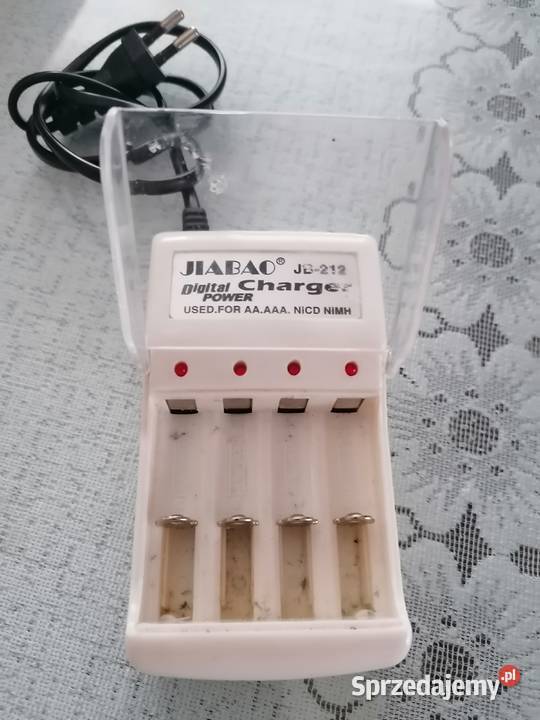 JIABAO® JB-212
Digital Charger
POWER
USED.FOR AA.AAA. NiCD NiMH
Sprzedajemy.pl